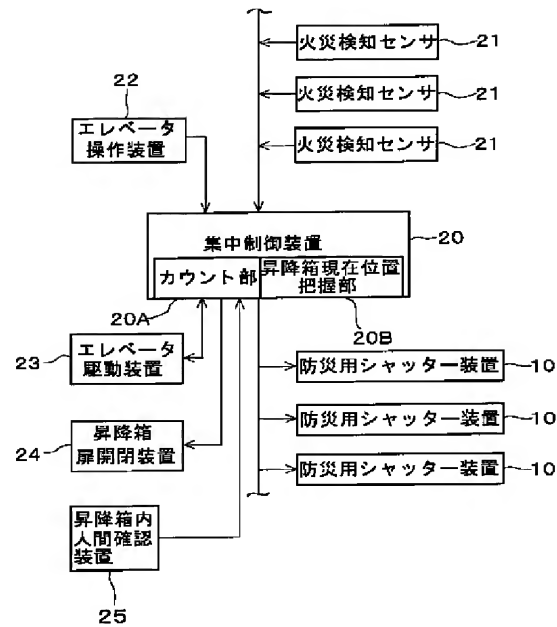 火災検知センサ 21
火災検知センサ 21
火災検知センサ 21
22
エレベータ
操作装置
集中制御装置 20
カウント部
昇降箱現在位置
把握部
20A
20B
23 エレベータ
駆動装置
24 昇降箱
扉開閉装置
昇降箱内
人間確認
装置
25
防災用シャッター装置 10
防災用シャッター装置 10
防災用シャッター装置 10